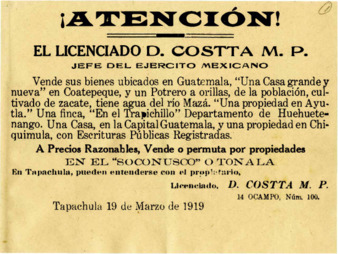 ¡ATENCIÓN!
EL LICENCIADO D. COSTTA M. P.
JEFE DEL EJERCITO MEXICANO
Vende sus bienes ubicados en Guatemala, "Una Casa grande y
nueva" en Coatepeque, y un Potrero a orillas, de la población, cul-
tivado de zacate, tiene agua del río Mazá. "Una propiedad en Ayu-
tla." Una finca, "En el Trapichillo" Departamento de Huehuete-
nango. Una Casa, en la Capital Guatemala, y una propiedad en Chi-
quimula, con Escrituras Públicas Registradas.
A Precios Razonables, Vende o permuta por propiedades
EN EL "SOCONUSCO" O TONALA
En Tapachula, pueden entenderse con el propietario,
Licenciado, D. COSTTA M. P.
14 OCAMPO, Núm. 100.
Tapachula 19 de Marzo de 1919